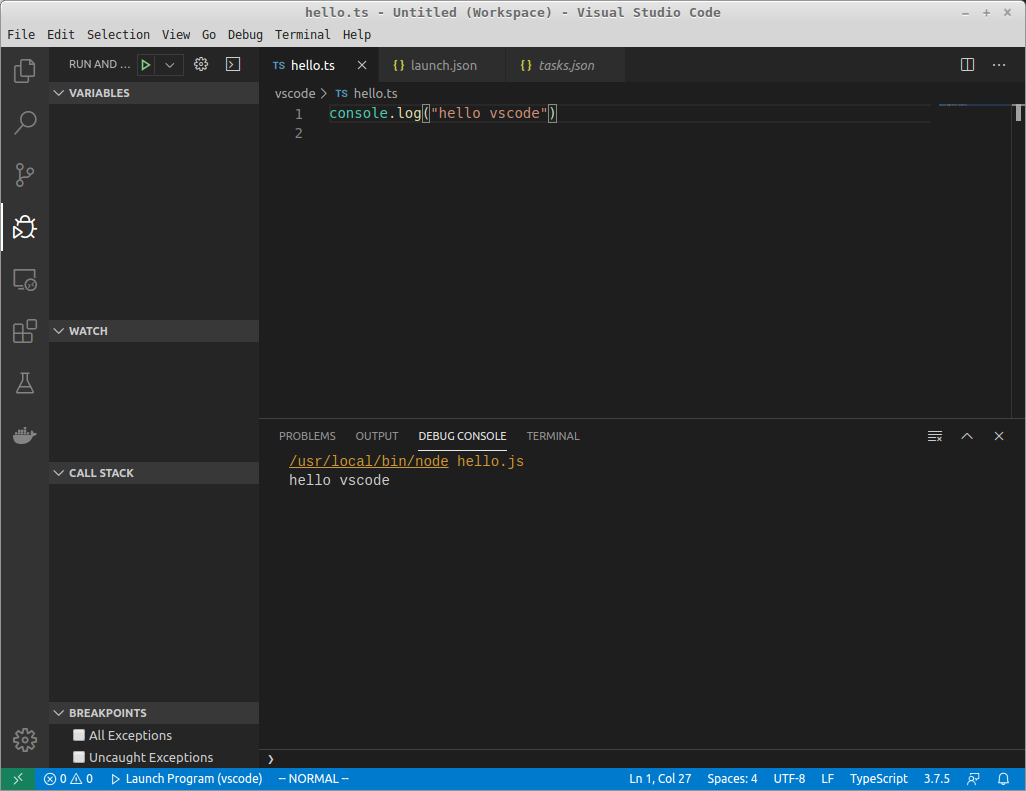 hello.ts - Untitled (Workspace) - Visual Studio Code
File Edit Selection View Go Debug Terminal Help
RUN AND ...
TS hello.ts
{} launch.json
{} tasks.json
VARIABLES
vscode > TS hello.ts
1 console.log("hello vscode")
2
WATCH
PROBLEMS OUTPUT DEBUG CONSOLE TERMINAL
/usr/local/bin/node hello.js
hello vscode
CALL STACK
BREAKPOINTS
All Exceptions
Uncaught Exceptions
0 0 Launch Program (vscode) -- NORMAL -- Ln 1, Col 27 Spaces: 4 UTF-8 LF TypeScript 3.7.5